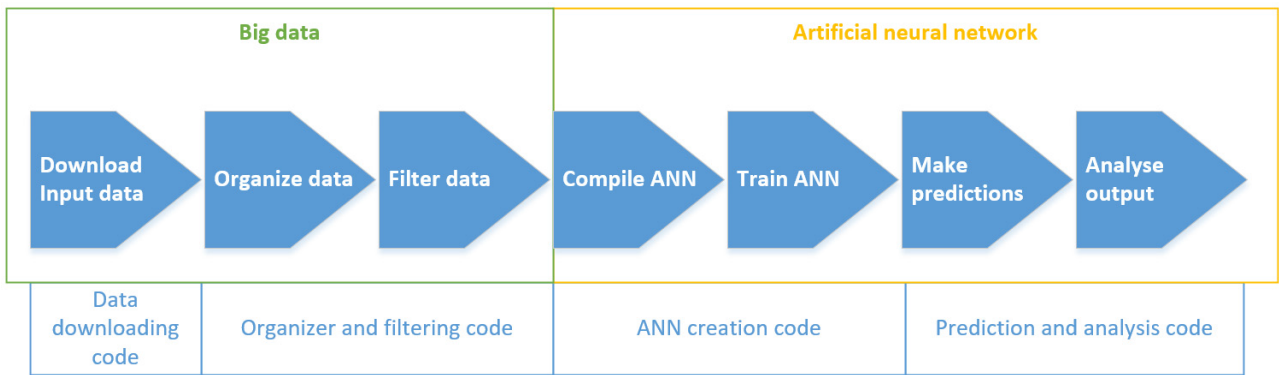 Big data
Artificial neural network
Download
Input data
Organize data
Filter data
Compile ANN
Train ANN
Make
predictions
Analyse
output
Data
downloading
code
Organizer and filtering code
ANN creation code
Prediction and analysis code